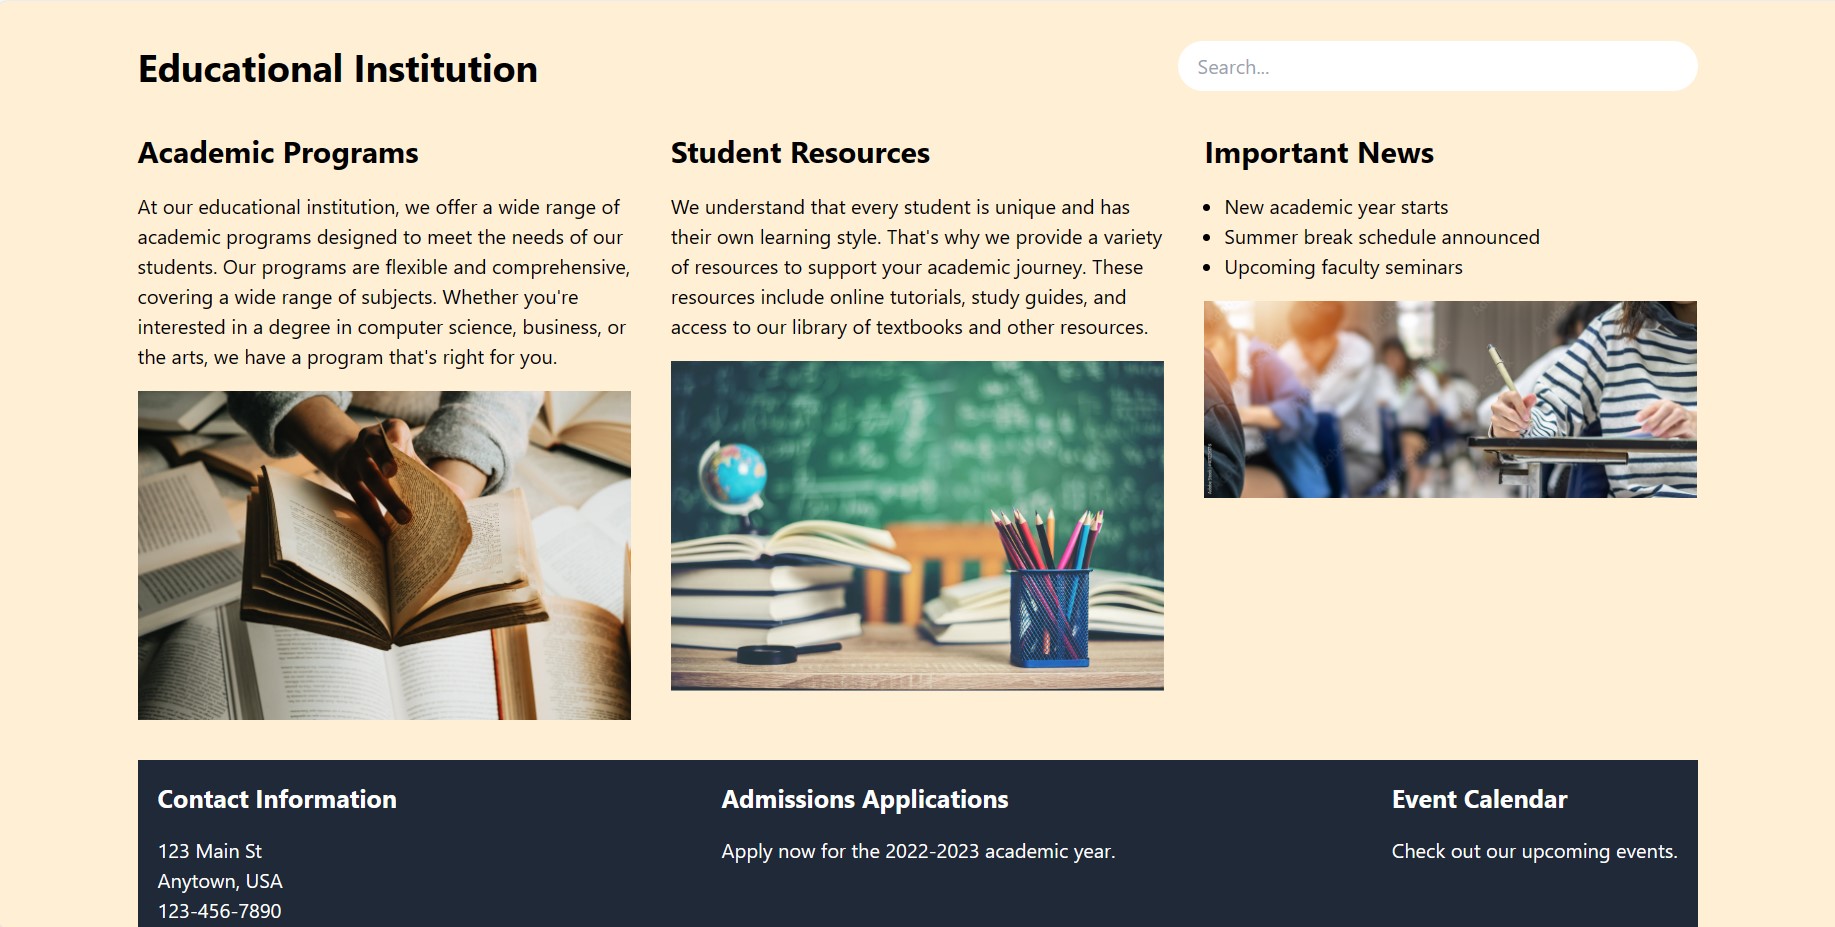 Educational Institution
Search...
Academic Programs
At our educational institution, we offer a wide range of
academic programs designed to meet the needs of our
students. Our programs are flexible and comprehensive,
covering a wide range of subjects. Whether you're
interested in a degree in computer science, business, or
the arts, we have a program that's right for you.
Student Resources
We understand that every student is unique and has
their own learning style. That's why we provide a variety
of resources to support your academic journey. These
resources include online tutorials, study guides, and
access to our library of textbooks and other resources.
Important News
New academic year starts
Summer break schedule announced
Upcoming faculty seminars
Contact Information
123 Main St
Anytown, USA
123-456-7890
Admissions Applications
Apply now for the 2022-2023 academic year.
Event Calendar
Check out our upcoming events.